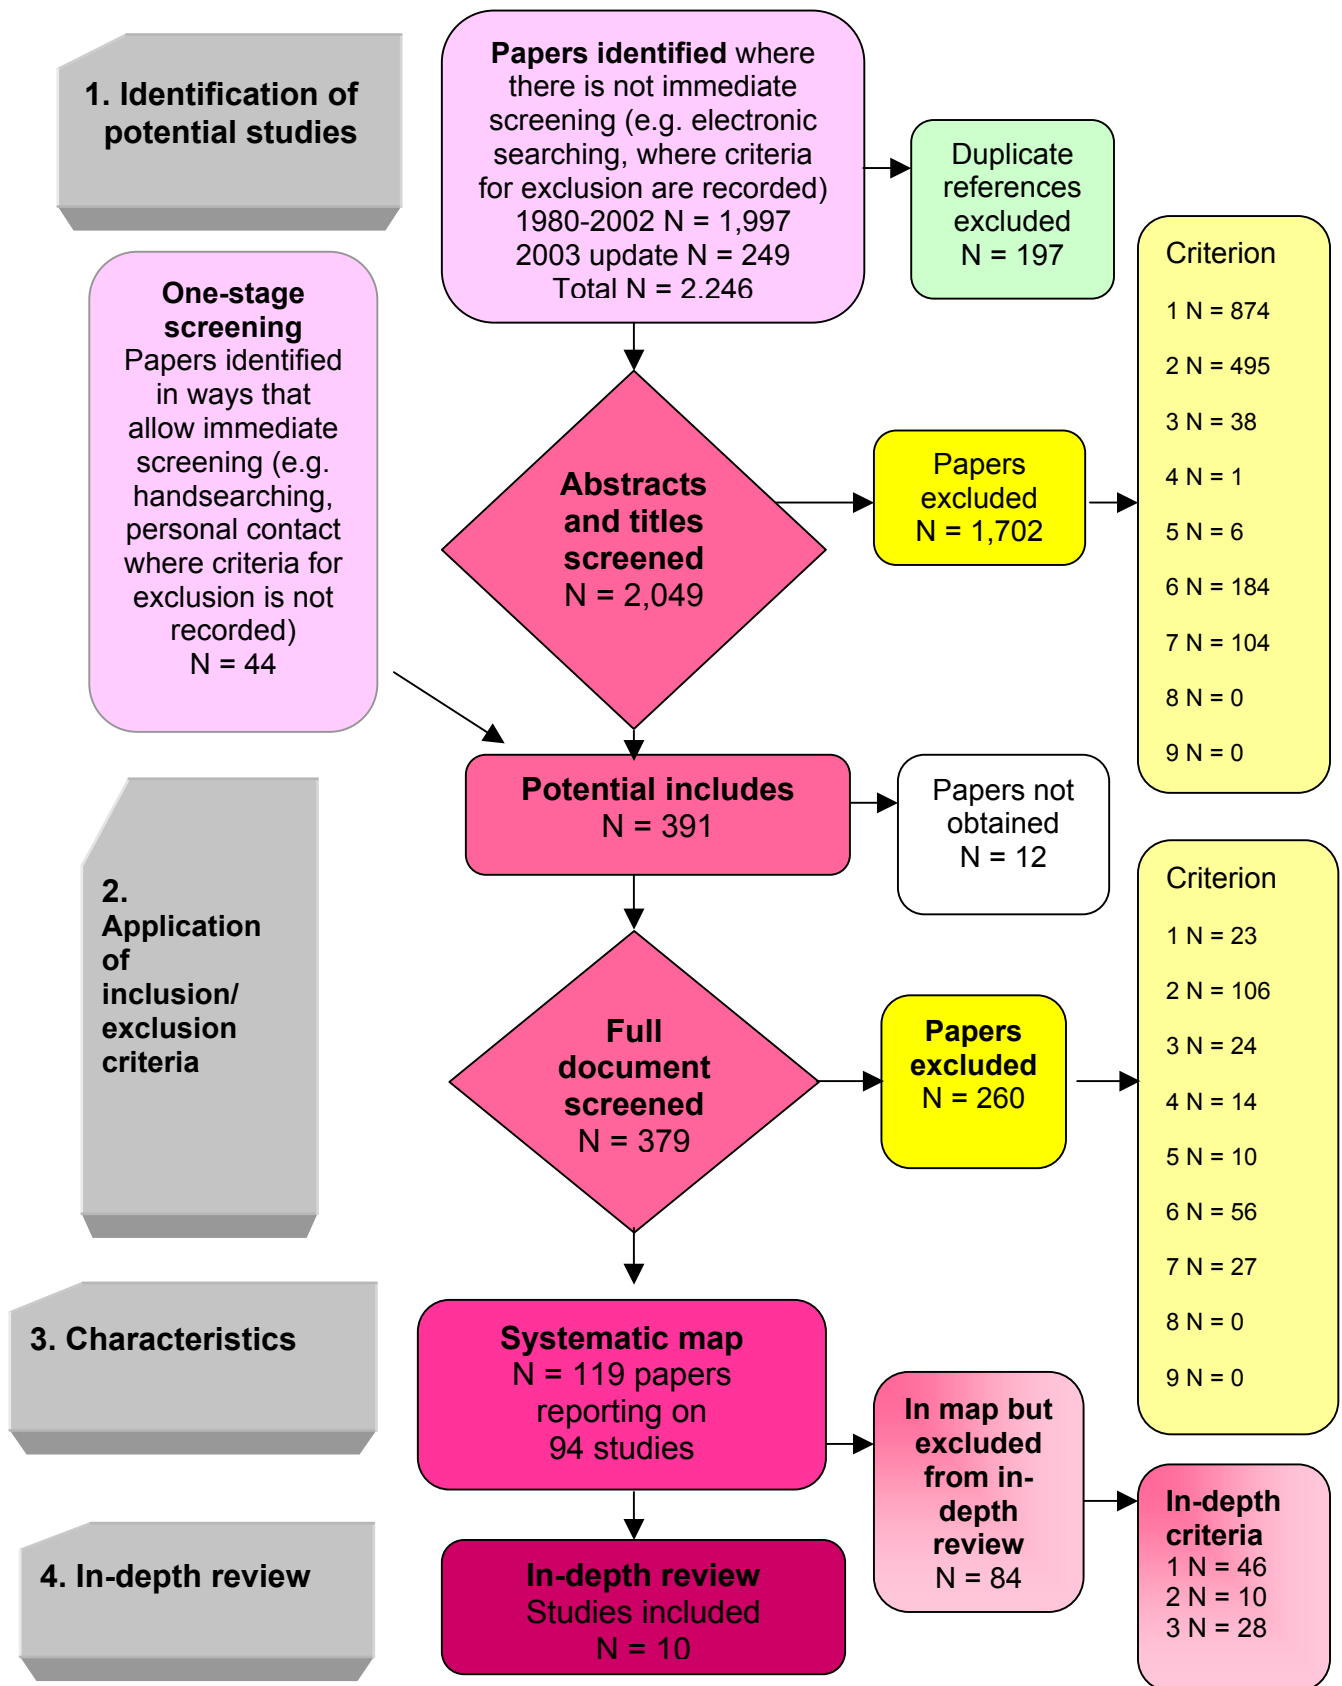 1. Identification of
potential studies
Papers identified where
there is not immediate
screening (e.g. electronic
searching, where criteria
for exclusion are recorded)
1980-2002 N = 1,997
2003 update N = 249
Total N = 2,246
Duplicate
references
excluded
N = 197
One-stage
screening
Papers identified
in ways that
allow immediate
screening (e.g.
handsearching,
personal contact
where criteria for
exclusion is not
recorded)
N = 44
Abstracts
and titles
screened
N = 2,049
Papers
excluded
N = 1,702
Criterion
1 N = 874
2 N = 495
3 N = 38
4 N = 1
5 N = 6
6 N = 184
7 N = 104
8 N = 0
9 N = 0
Potential includes
N = 391
Papers not
obtained
N = 12
2.
Application
of
inclusion/
exclusion
criteria
Full
document
screened
N = 379
Papers
excluded
N = 260
Criterion
1 N = 23
2 N = 106
3 N = 24
4 N = 14
5 N = 10
6 N = 56
7 N = 27
8 N = 0
9 N = 0
3. Characteristics
Systematic map
N = 119 papers
reporting on
94 studies
In map but
excluded
from in-
depth
review
N = 84
In-depth
criteria
1 N = 46
2 N = 10
3 N = 28
4. In-depth review
In-depth review
Studies included
N = 10